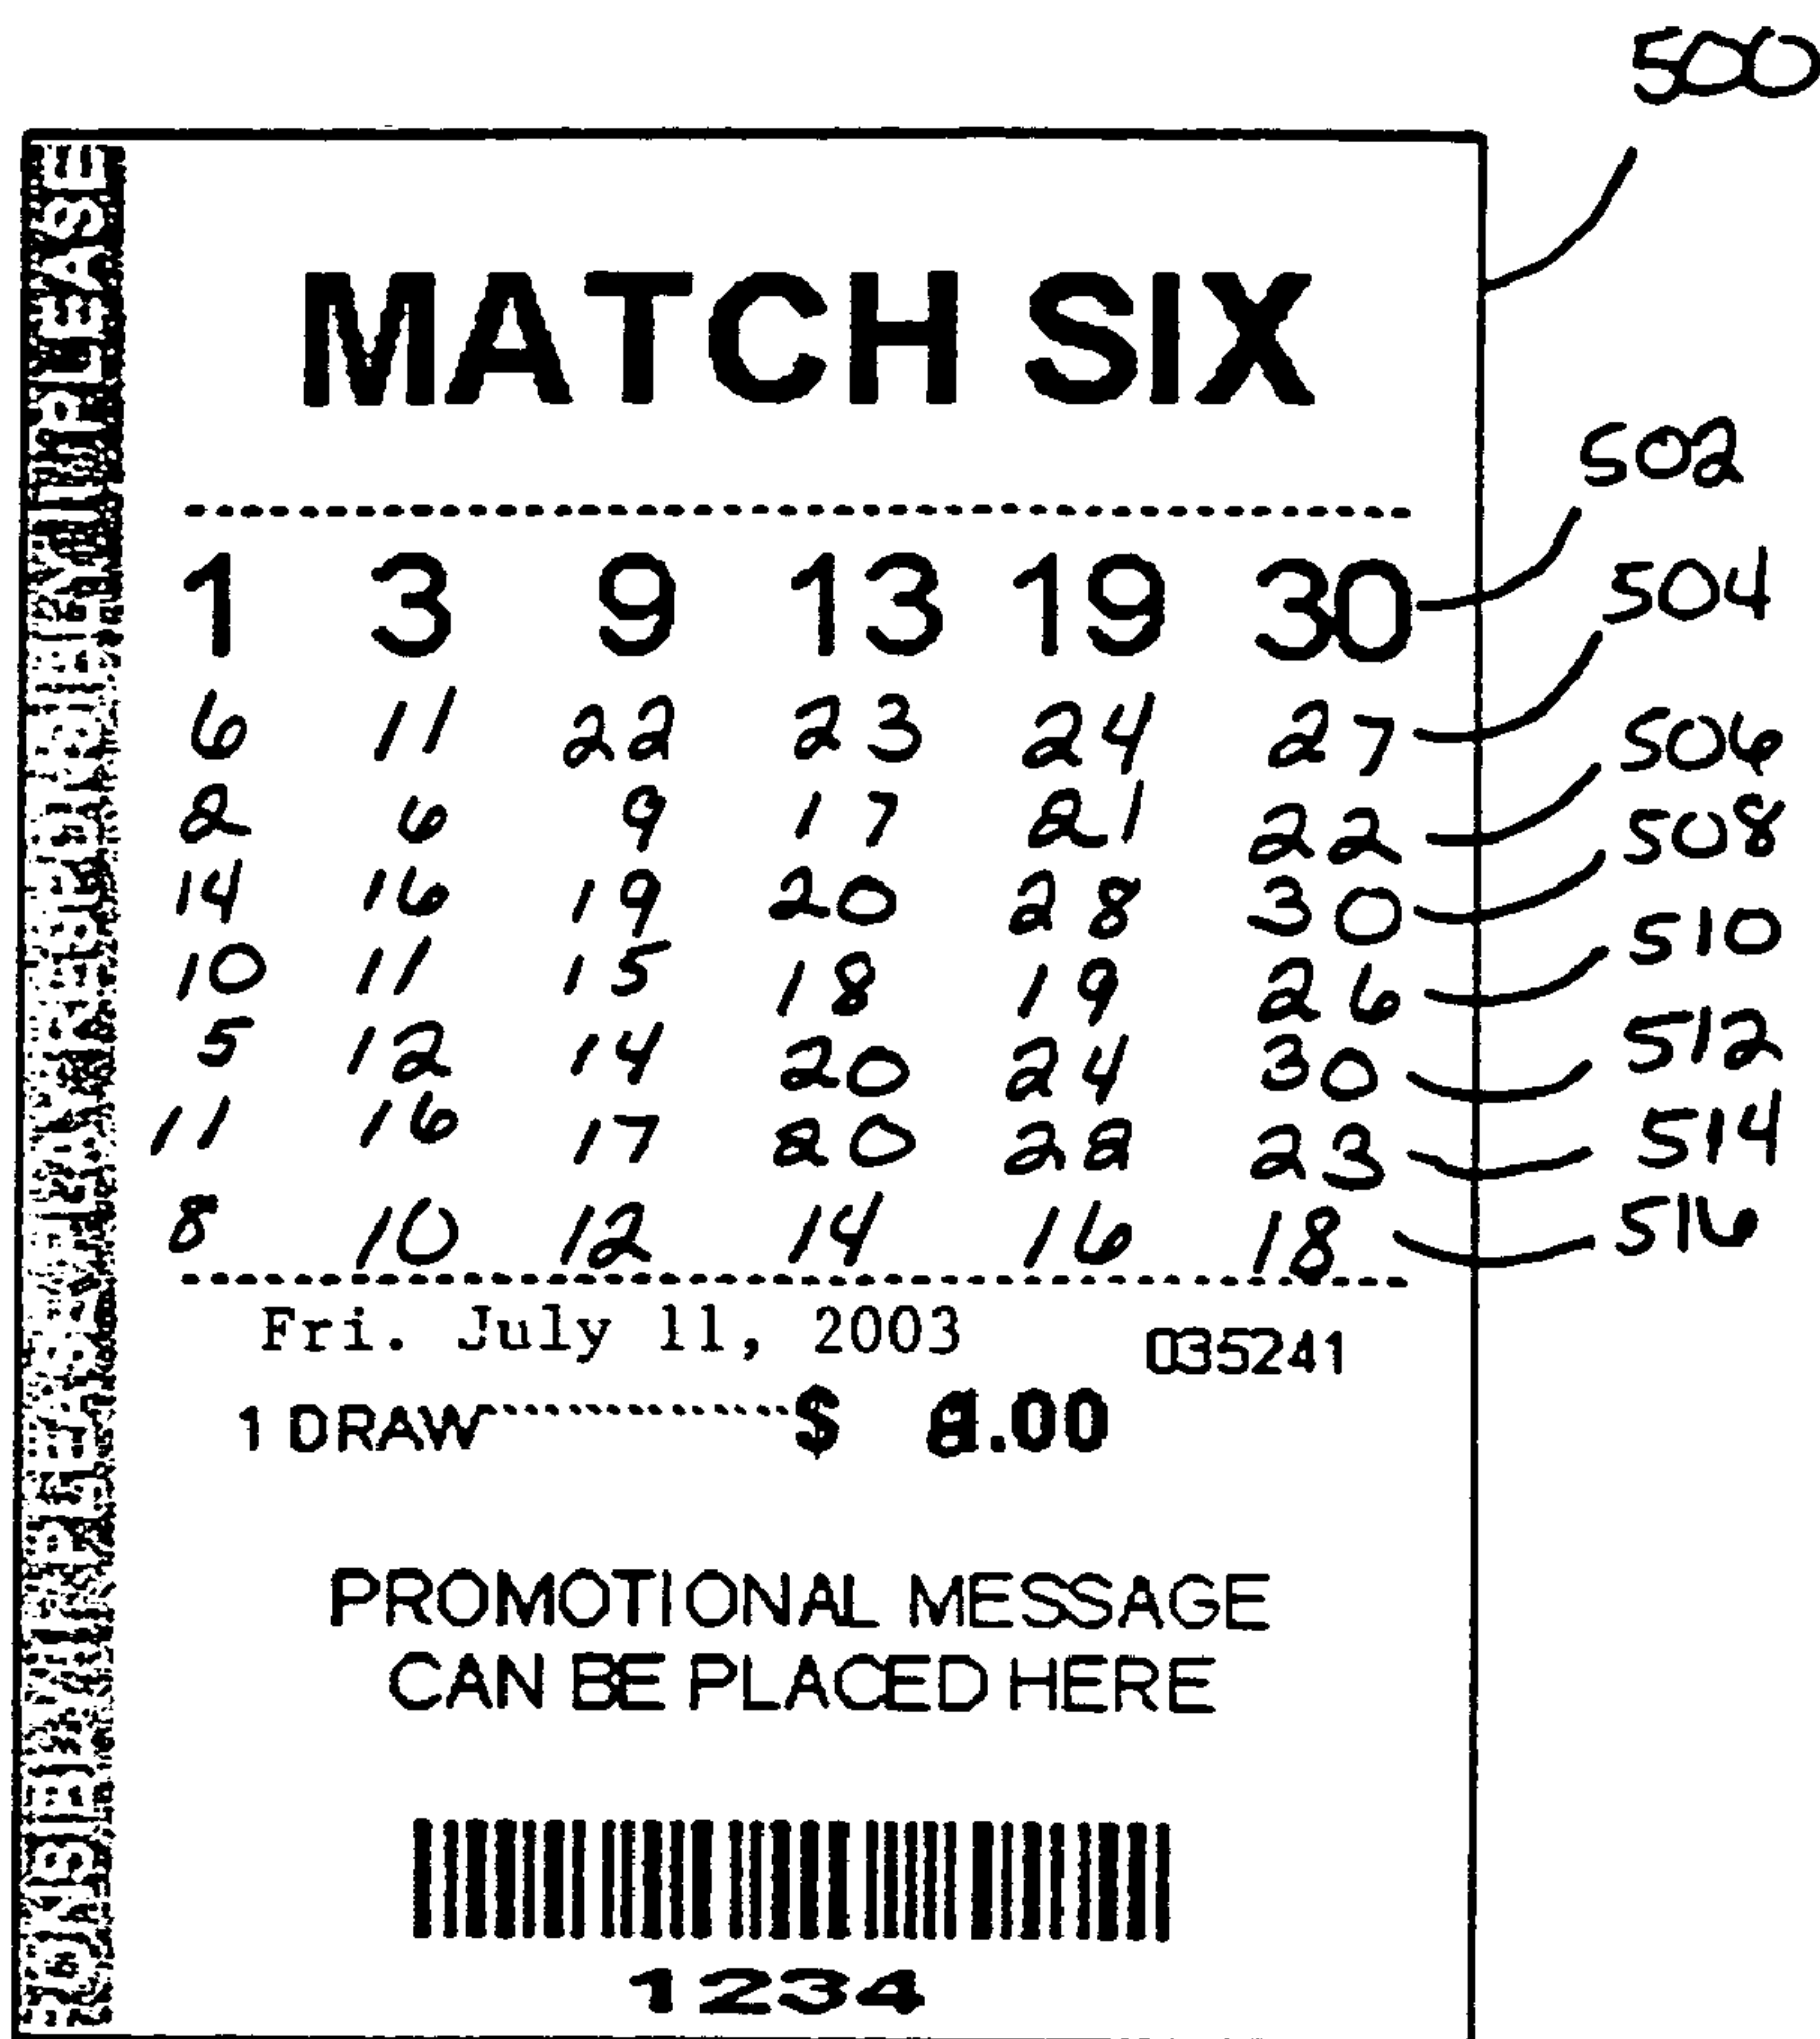 500
MATCH SIX
502
1 3 9 13 19 30
504
6 11 22 23 24 27
506
2 6 9 17 21 22
508
14 16 19 20 28 30
510
10 11 15 18 19 26
512
5 12 14 20 24 30
514
11 16 17 20 22 23
516
8 10 12 14 16 18
Fri. July 11, 2003 035241
1 DRAW $ .00
PROMOTIONAL MESSAGE
CAN BE PLACED HERE
1234
PLEASE